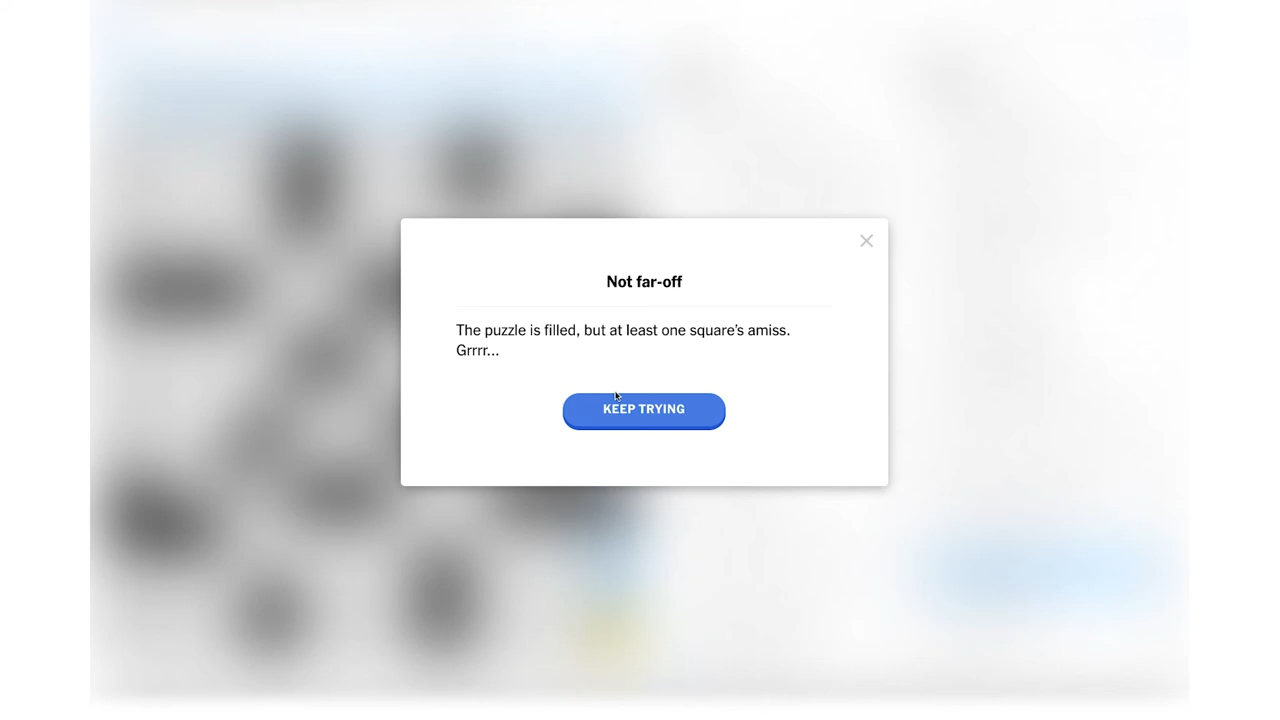 Not far-off
The puzzle is filled, but at least one square's amiss.
Grrrr...
KEEP TRYING